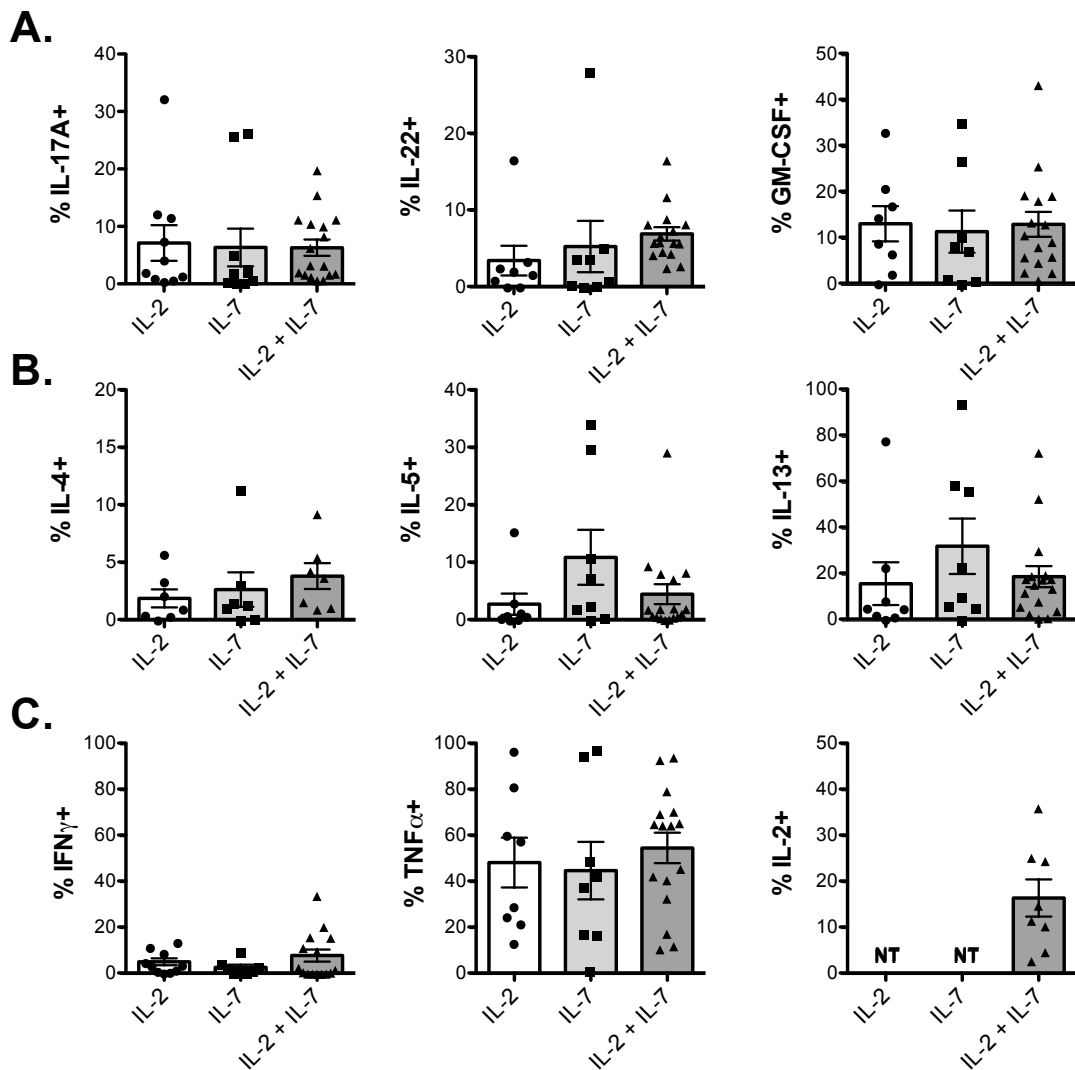 A.
% IL-17A+
40
30
20
10
0
IL-2
IL-7
IL-2 + IL-7
% IL-22+
30
20
10
0
IL-2
IL-7
IL-2 + IL-7
% GM-CSF+
50
40
30
20
10
0
IL-2
IL-7
IL-2 + IL-7
B.
% IL-4+
20
15
10
5
0
IL-2
IL-7
IL-2 + IL-7
% IL-5+
40
30
20
10
0
IL-2
IL-7
IL-2 + IL-7
% IL-13+
100
80
60
40
20
0
IL-2
IL-7
IL-2 + IL-7
C.
% IFNγ+
100
80
60
40
20
0
IL-2
IL-7
IL-2 + IL-7
% TNFα+
100
80
60
40
20
0
IL-2
IL-7
IL-2 + IL-7
% IL-2+
50
40
30
20
10
0
NT
NT
IL-2
IL-7
IL-2 + IL-7